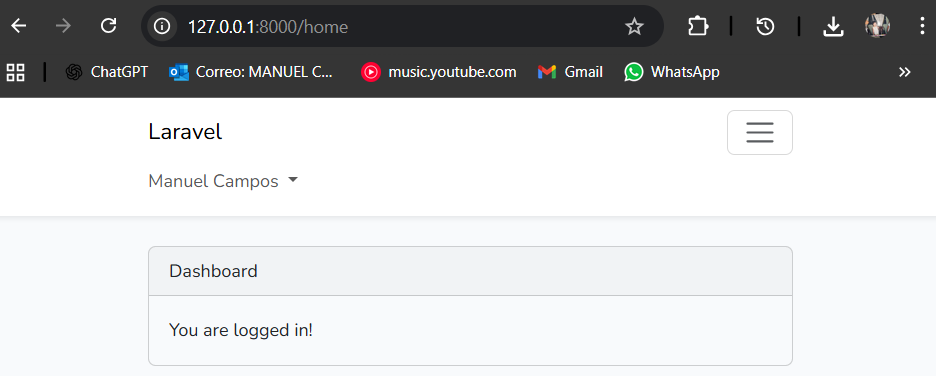 127.0.0.1:8000/home
ChatGPT Correo: MANUEL C... music.youtube.com Gmail WhatsApp »
Laravel
Manuel Campos
Dashboard
You are logged in!